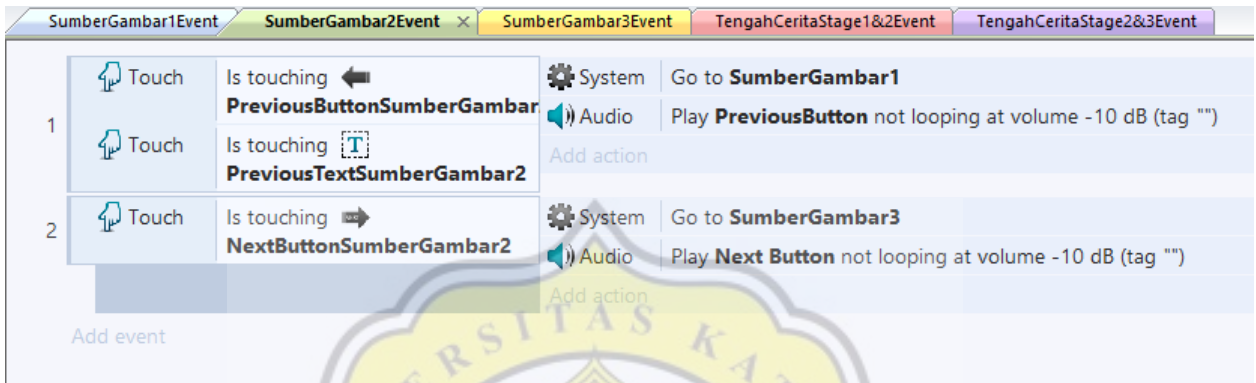 SumberGambar1Event SumberGambar2Event SumberGambar3Event TengahCeritaStage1&2Event TengahCeritaStage2&3Event
1
Touch Is touching
PreviousButtonSumberGambar
Touch Is touching T
PreviousTextSumberGambar2
System Go to SumberGambar1
Audio Play PreviousButton not looping at volume -10 dB (tag "")
Add action
2
Touch Is touching
NextButtonSumberGambar2
System Go to SumberGambar3
Audio Play Next Button not looping at volume -10 dB (tag "")
Add action
Add event